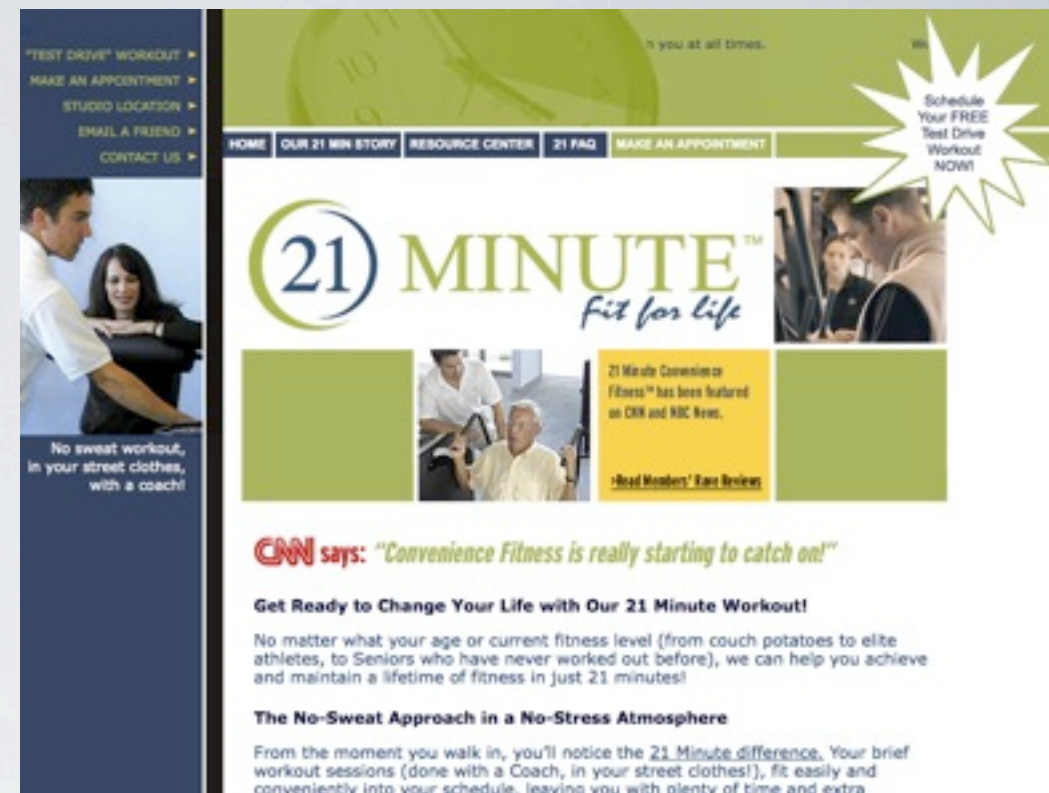 "TEST DRIVE" WORKOUT
MAKE AN APPOINTMENT
STUDIO LOCATION
EMAIL A FRIEND
CONTACT US
10
9
h you at all times.
Schedule
Your FREE
Test Drive
Workout
NOW!
HOME OUR 21 MIN STORY RESOURCE CENTER 21 FAQ MAKE AN APPOINTMENT
21 MINUTE™
Fit for life
No sweat workout,
in your street clothes,
with a coach!
21 Minute Convenience
Fitness™ has been featured
on CNN and NBC News.
>Read Members' Rave Reviews
CNN says: "Convenience Fitness is really starting to catch on!"
Get Ready to Change Your Life with Our 21 Minute Workout!
No matter what your age or current fitness level (from couch potatoes to elite
athletes, to Seniors who have never worked out before), we can help you achieve
and maintain a lifetime of fitness in just 21 minutes!
The No-Sweat Approach in a No-Stress Atmosphere
From the moment you walk in, you'll notice the 21 Minute difference. Your brief
workout sessions (done with a Coach, in your street clothes!), fit easily and
conveniently into your schedule, leaving you with plenty of time and extra